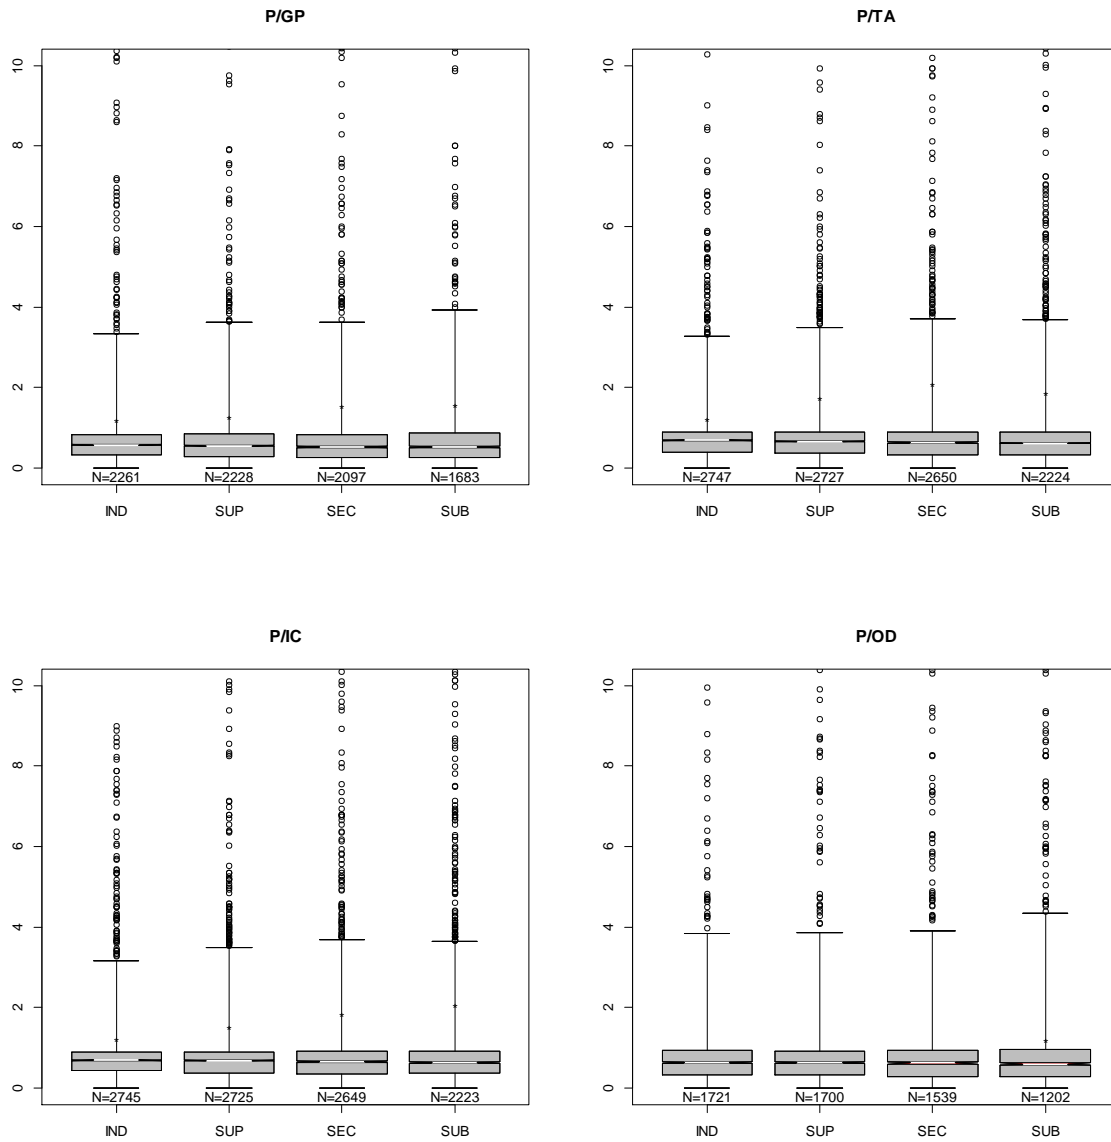 P/GP
10
8
6
4
2
0
N=2261 N=2228 N=2097 N=1683
IND SUP SEC SUB
P/TA
10
8
6
4
2
0
N=2747 N=2727 N=2650 N=2224
IND SUP SEC SUB
P/IC
10
8
6
4
2
0
N=2745 N=2725 N=2649 N=2223
IND SUP SEC SUB
P/OD
10
8
6
4
2
0
N=1721 N=1700 N=1539 N=1202
IND SUP SEC SUB